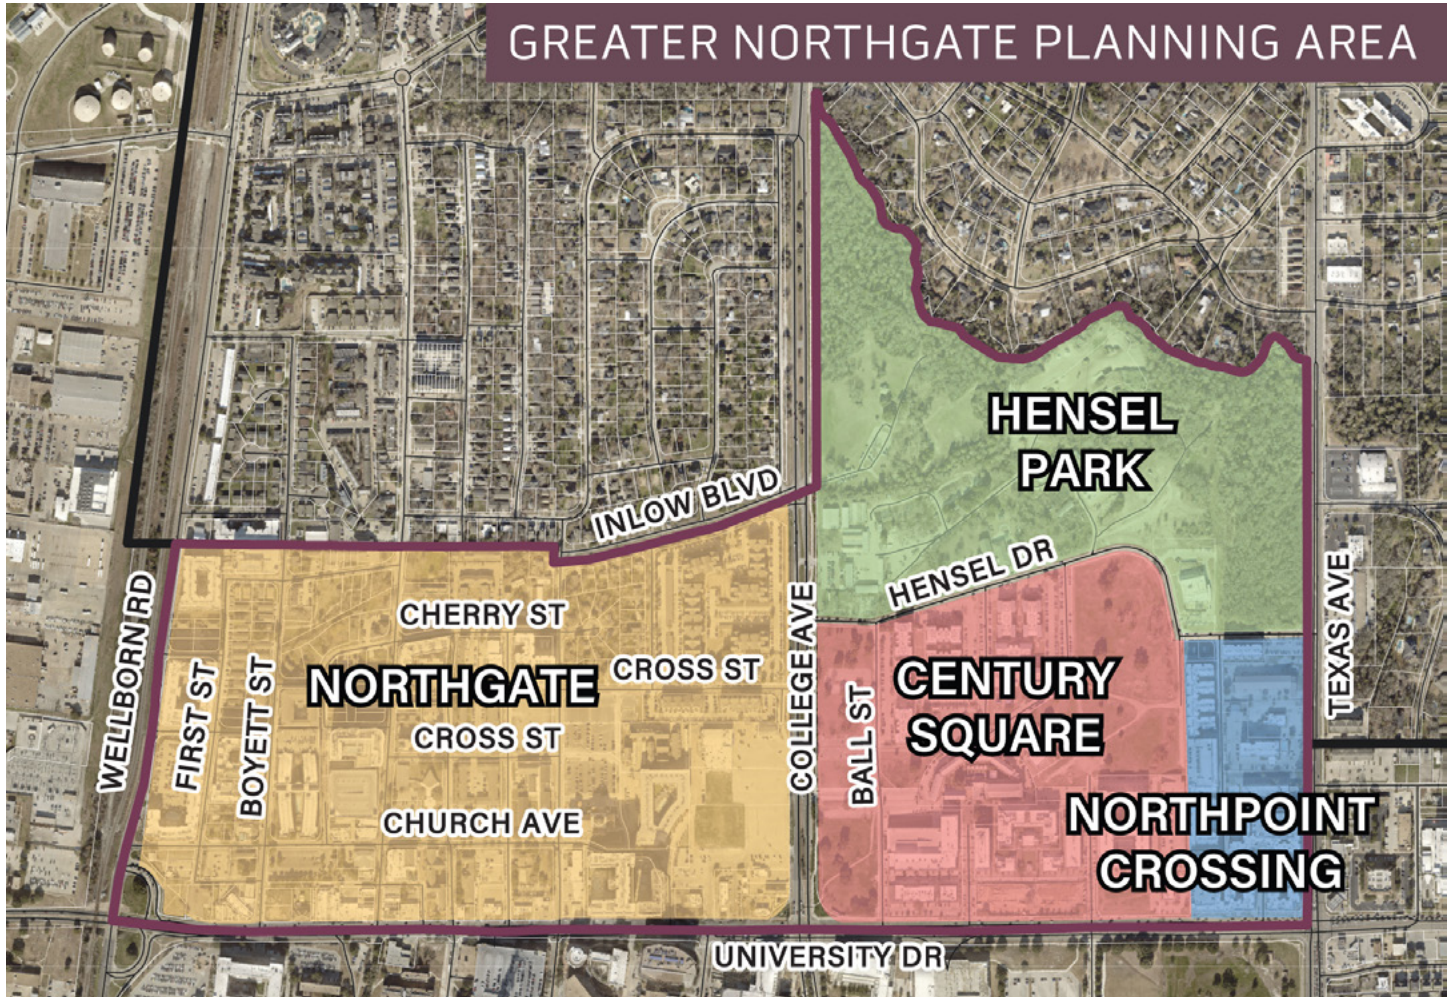 GREATER NORTHGATE PLANNING AREA
HENSEL
PARK
INLOW BLVD
HENSEL DR
WELLBORN RD
FIRST ST
BOYETT ST
CHERRY ST
NORTHGATE
CROSS ST
CROSS ST
CHURCH AVE
COLLEGE AVE
BALL ST
CENTURY
SQUARE
TEXAS AVE
NORTHPOINT
CROSSING
UNIVERSITY DR